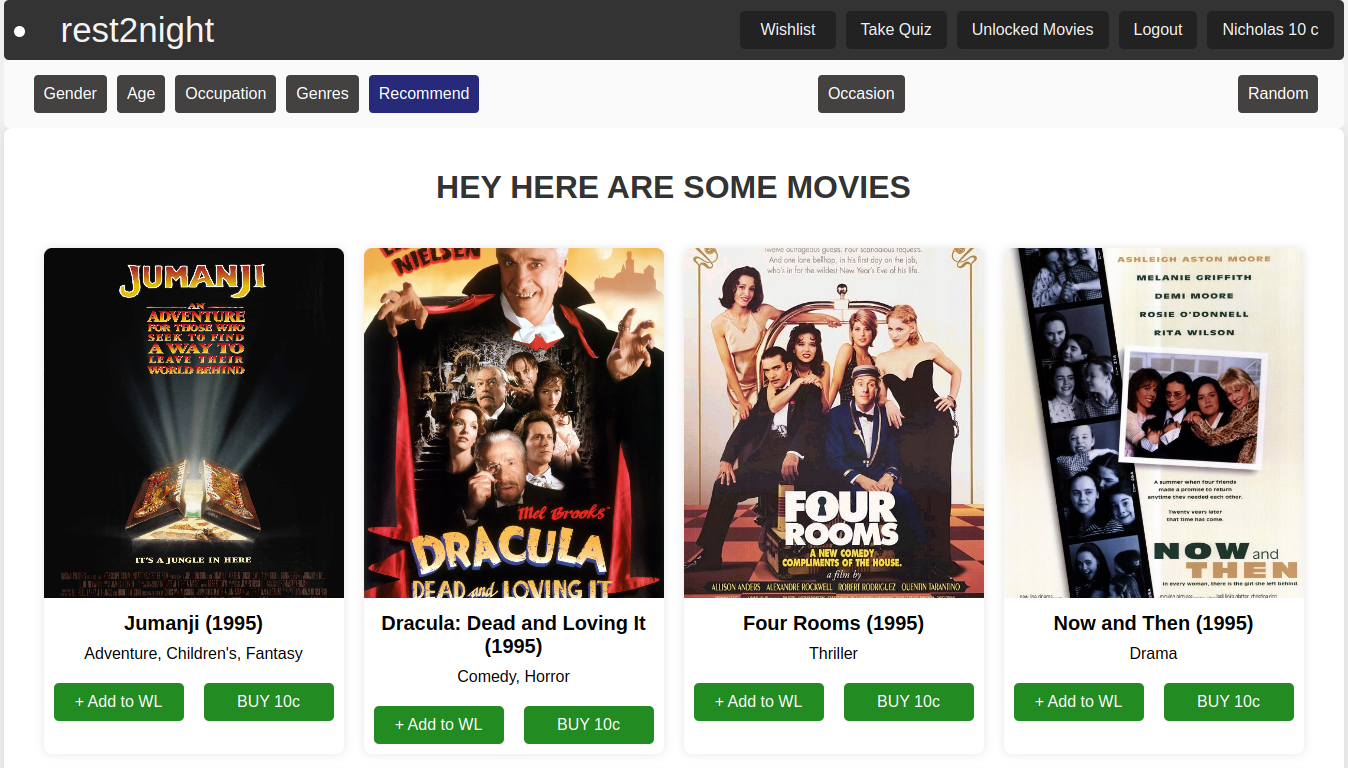 rest2night
Wishlist
Take Quiz
Unlocked Movies
Logout
Nicholas 10 c
Gender
Age
Occupation
Genres
Recommend
Occasion
Random
HEY HERE ARE SOME MOVIES
JUMANJI
AN
ADVENTURE
FOR THOSE WHO
SEEK TO FIND
A WAY TO
LEAVE THEIR
WORLD BEHIND
IT'S A JUNGLE IN HERE
NIELSEN
Mel Brooks'
DRACULA
DEAD and LOVING IT
Twelve outrageous guests. Four scandalous requests.
And one lone bellhop, in his first day on the job,
who's in for the wildest New Year's Eve of his life.
FOUR
ROOMS
A NEW COMEDY
COMPLIMENTS OF THE HOUSE.
a film by
ALLISON ANDERS ALEXANDRE ROCKWELL ROBERT RODRIGUEZ QUENTIN TARANTINO
ASHLEIGH ASTON MOORE
MELANIE GRIFFITH
DEMI MOORE
ROSIE O'DONNELL
RITA WILSON
A summer when four friends
made a promise to return
anytime they needed each other.
Twenty years later
that time has come.
NOW and
THEN
In every woman, there is the girl she left behind.
Jumanji (1995)
Adventure, Children's, Fantasy
+ Add to WL
BUY 10c
Dracula: Dead and Loving It
(1995)
Comedy, Horror
+ Add to WL
BUY 10c
Four Rooms (1995)
Thriller
+ Add to WL
BUY 10c
Now and Then (1995)
Drama
+ Add to WL
BUY 10c